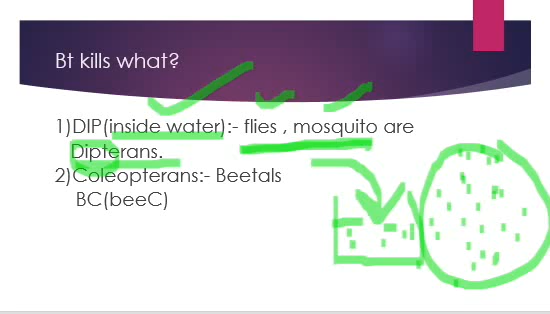 Bt kills what?
1)DIP(inside water):- flies , mosquito are
Dipterans.
2)Coleopterans:- Beetals
BC(beeC)